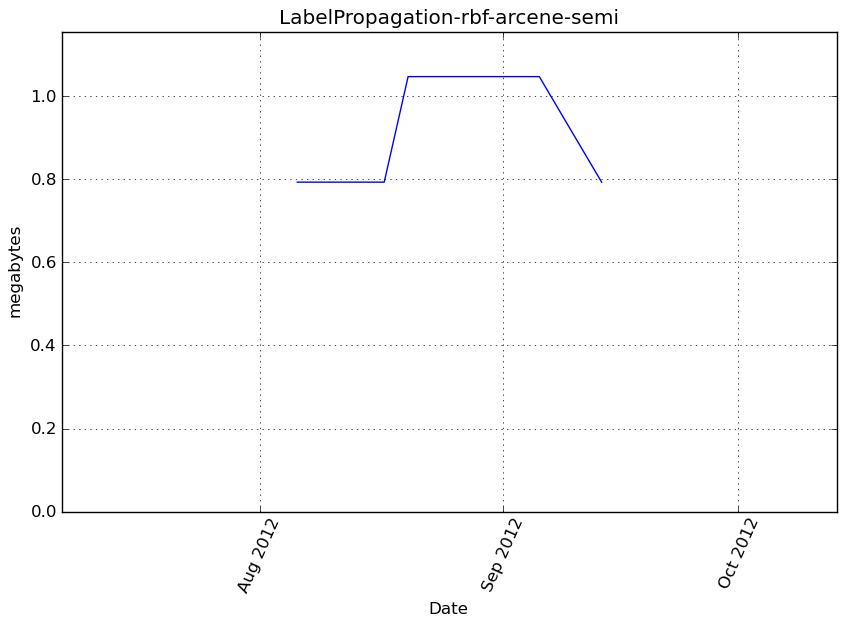 LabelPropagation-rbf-arcene-semi
megabytes
1.0
0.8
0.6
0.4
0.2
0.0
Aug 2012
Sep 2012
Oct 2012
Date